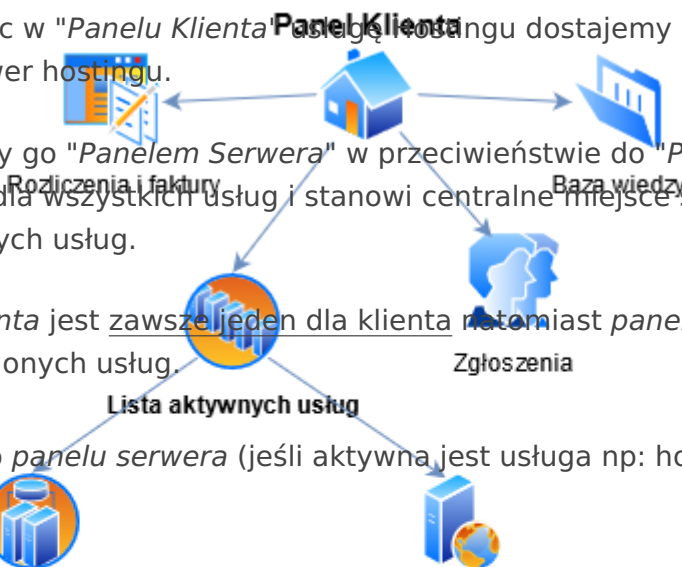 Panel Klienta
c w "Panelu Klienta" usługę Hostingu dostajemy
ver hostingu.
y go "Panelem Serwera" w przeciwieństwie do "P
Rozliczenia i faktury
Baza wiedzy
dla wszystkich usług i stanowi centralne miejsce s
ych usług.
nta jest zawsze jeden dla klienta natomiast pane
onych usług.
Zgłoszenia
Lista aktywnych usług
o panelu serwera (jeśli aktywna jest usługa np: ho